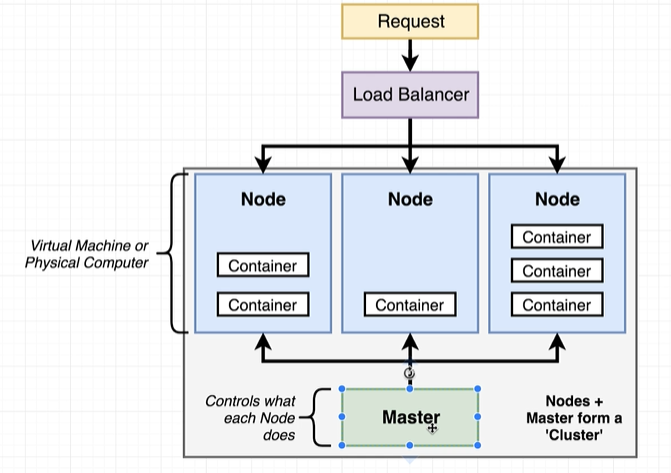 Request
Load Balancer
Node
Node
Node
Container
Container
Container
Container
Container
Container
Virtual Machine or
Physical Computer
Controls what
each Node
does
Master
Nodes +
Master form a
'Cluster'